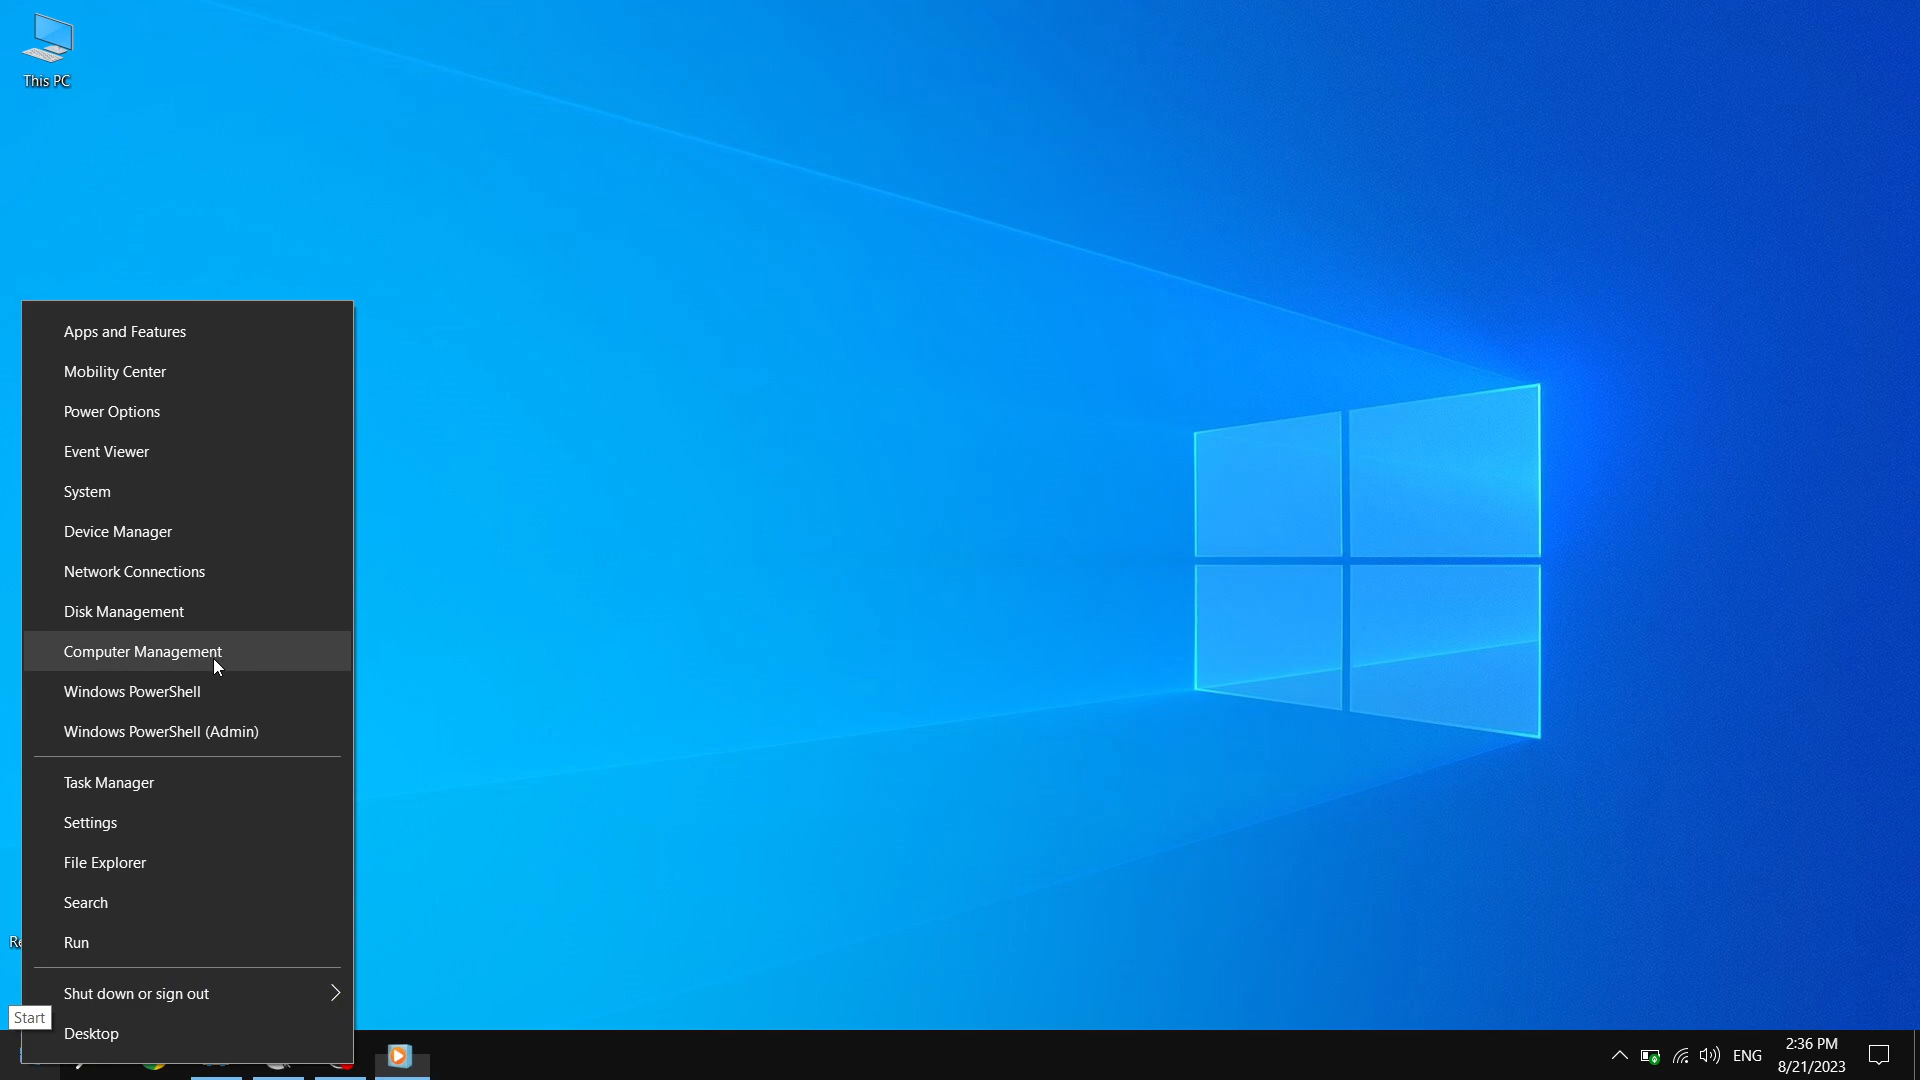 This PC
Apps and Features
Mobility Center
Power Options
Event Viewer
System
Device Manager
Network Connections
Disk Management
Computer Management
Windows PowerShell
Windows PowerShell (Admin)
Task Manager
Settings
File Explorer
Search
Run
Shut down or sign out
Start
Desktop
ENG
2:36 PM
8/21/2023